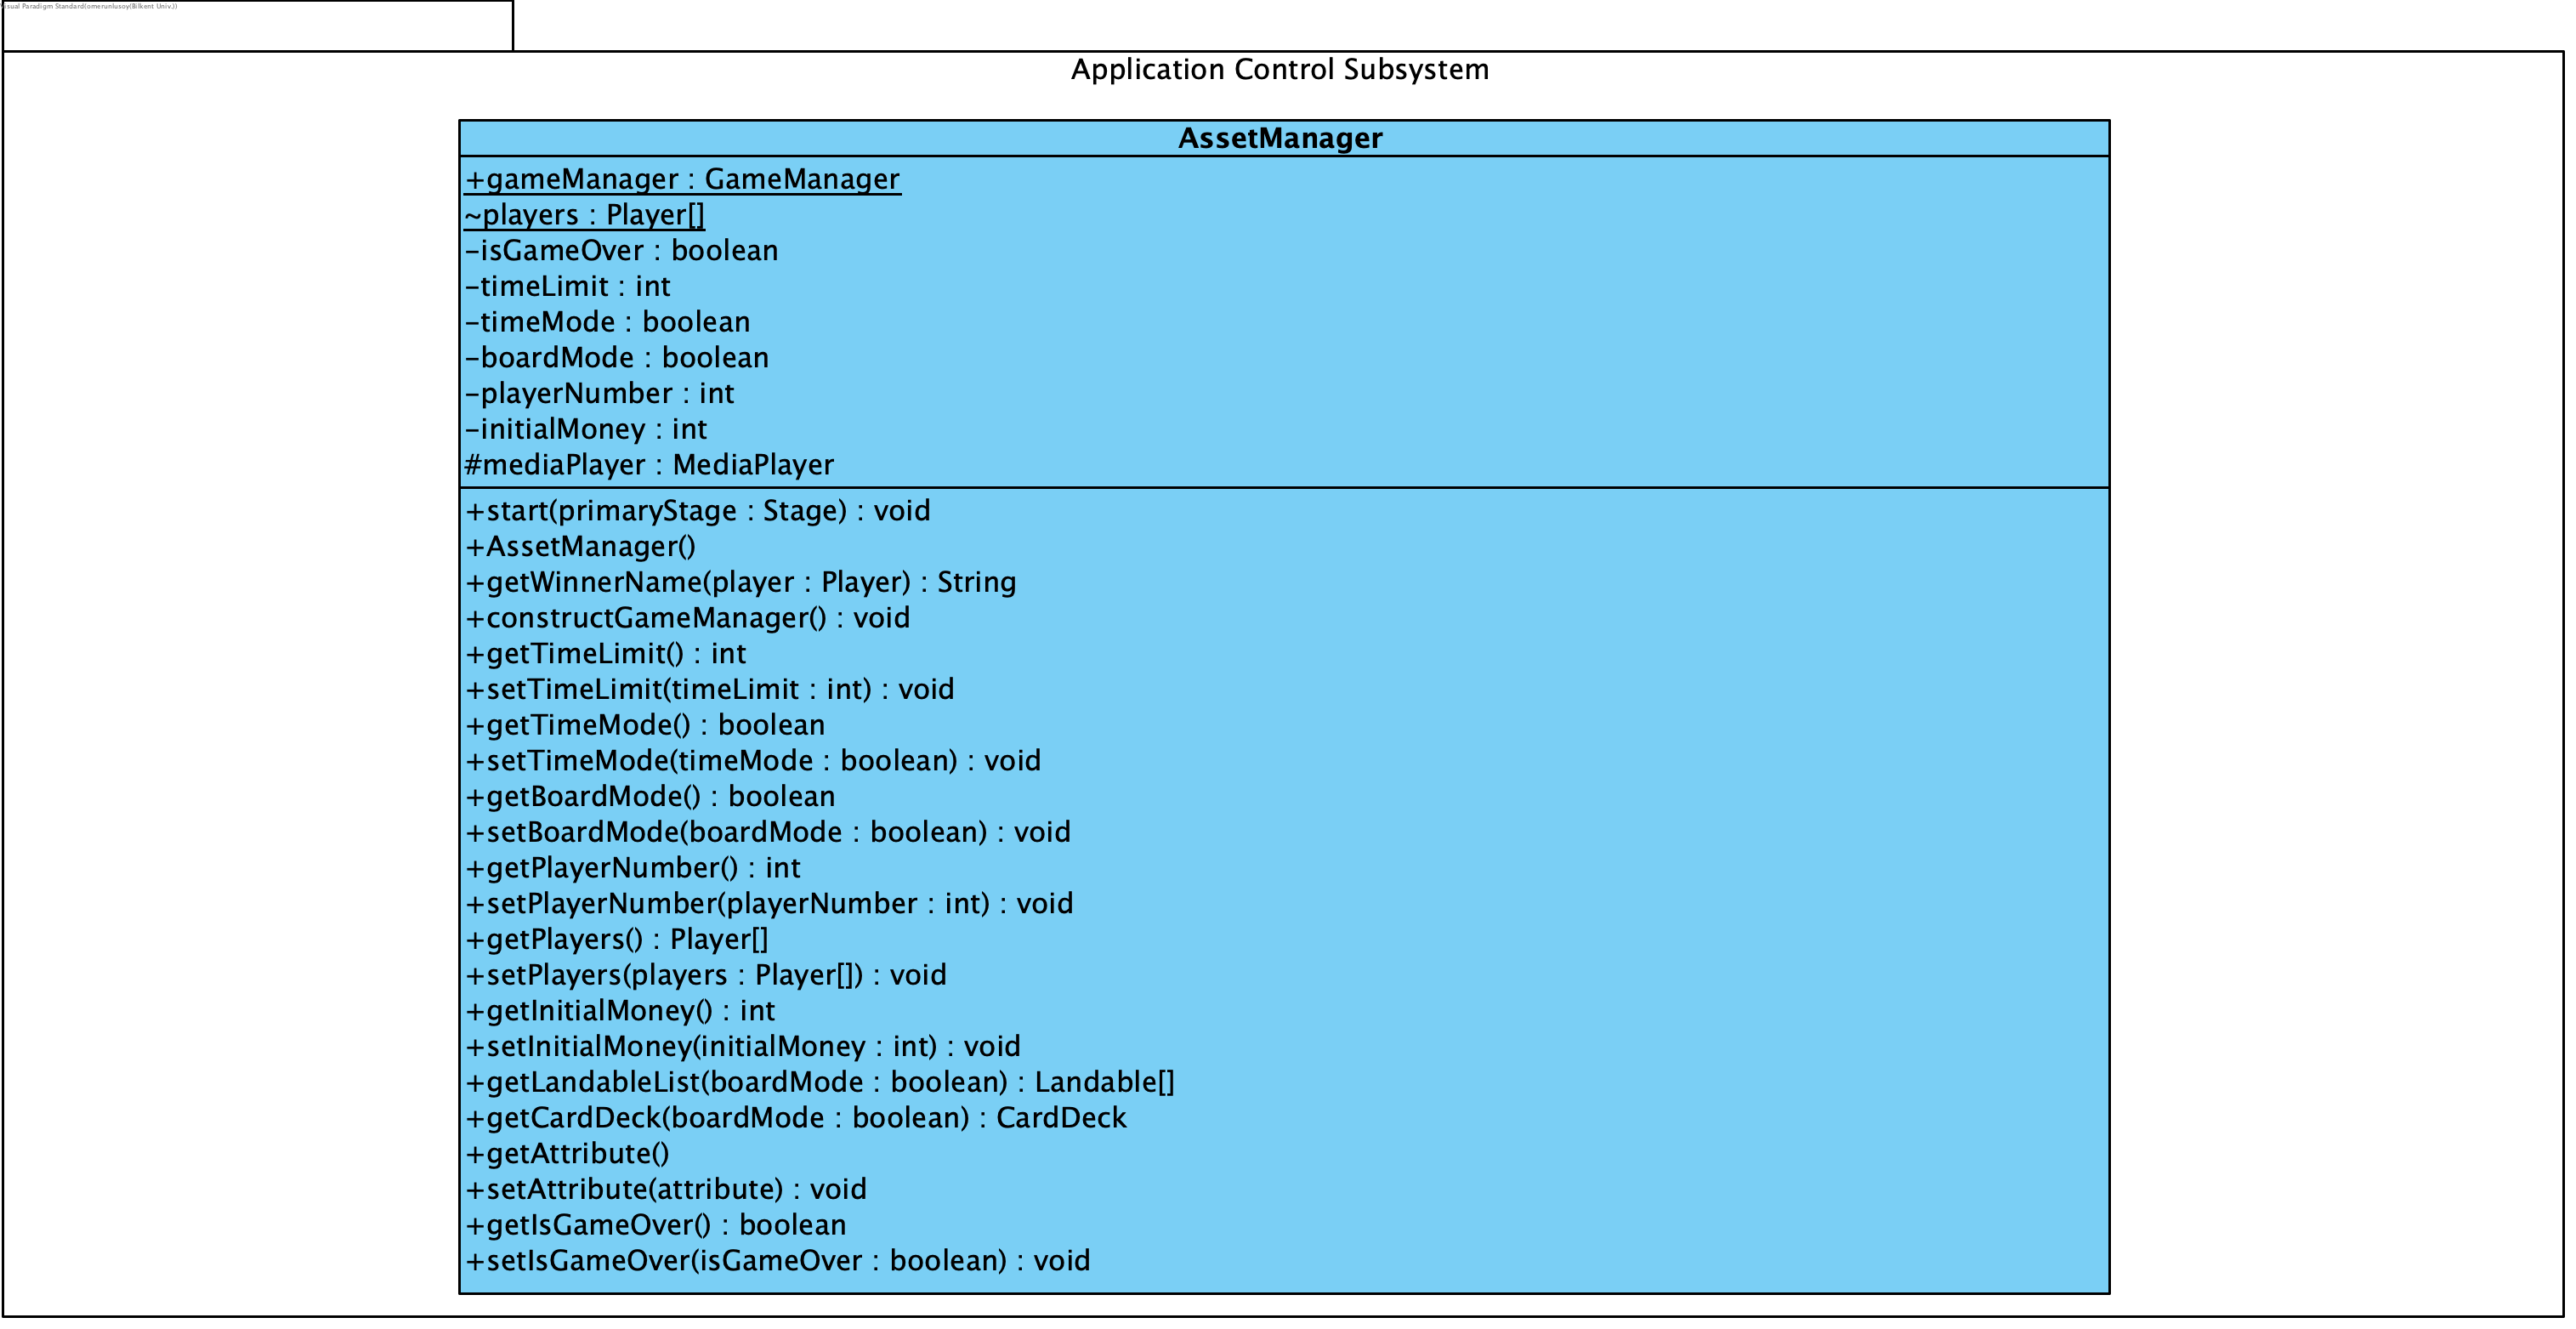 Visual Paradigm Standard(omerunlusoy(Bilkent Univ.))
Application Control Subsystem
AssetManager
+gameManager : GameManager
~players : Player[]
-isGameOver : boolean
-timeLimit : int
-timeMode : boolean
-boardMode : boolean
-playerNumber : int
-initialMoney : int
#mediaPlayer : MediaPlayer
+start(primaryStage : Stage) : void
+AssetManager()
+getWinnerName(player : Player) : String
+constructGameManager() : void
+getTimeLimit() : int
+setTimeLimit(timeLimit : int) : void
+getTimeMode() : boolean
+setTimeMode(timeMode : boolean) : void
+getBoardMode() : boolean
+setBoardMode(boardMode : boolean) : void
+getPlayerNumber() : int
+setPlayerNumber(playerNumber : int) : void
+getPlayers() : Player[]
+setPlayers(players : Player[]) : void
+getInitialMoney() : int
+setInitialMoney(initialMoney : int) : void
+getLandableList(boardMode : boolean) : Landable[]
+getCardDeck(boardMode : boolean) : CardDeck
+getAttribute()
+setAttribute(attribute) : void
+getIsGameOver() : boolean
+setIsGameOver(isGameOver : boolean) : void